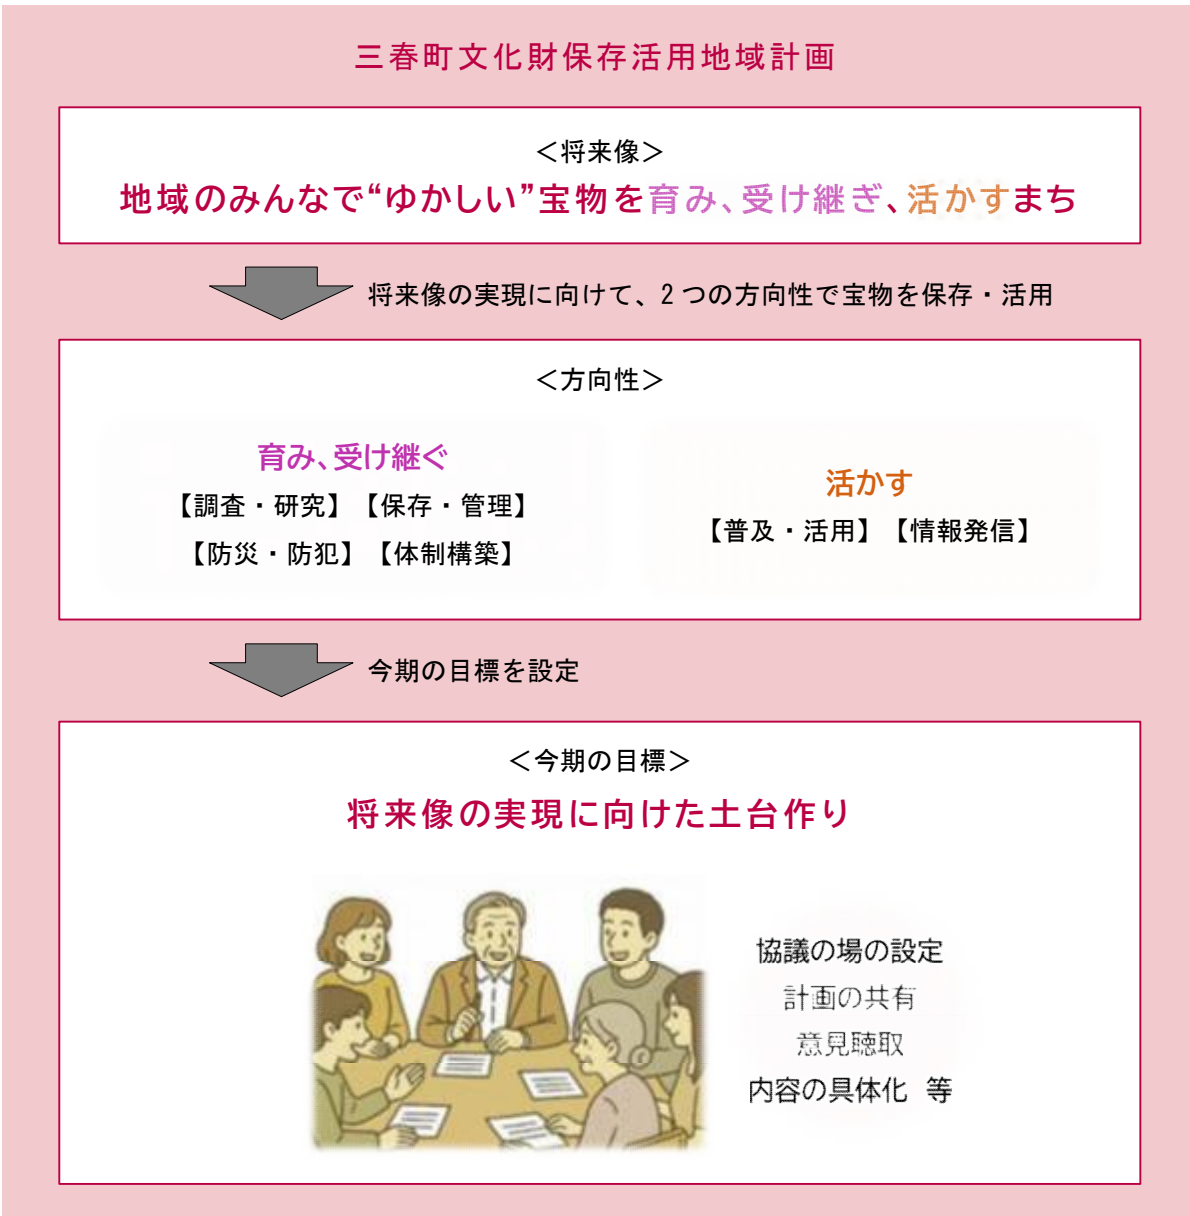 三春町文化財保存活用地域計画
＜将来像＞
地域のみんなで“ゆかしい”宝物を育み、受け継ぎ、活かすまち
将来像の実現に向けて、2つの方向性で宝物を保存・活用
＜方向性＞
育み、受け継ぐ
【調査・研究】【保存・管理】
【防災・防犯】【体制構築】
活かす
【普及・活用】【情報発信】
今期の目標を設定
＜今期の目標＞
将来像の実現に向けた土台作り
協議の場の設定
計画の共有
意見聴取
内容の具体化 等